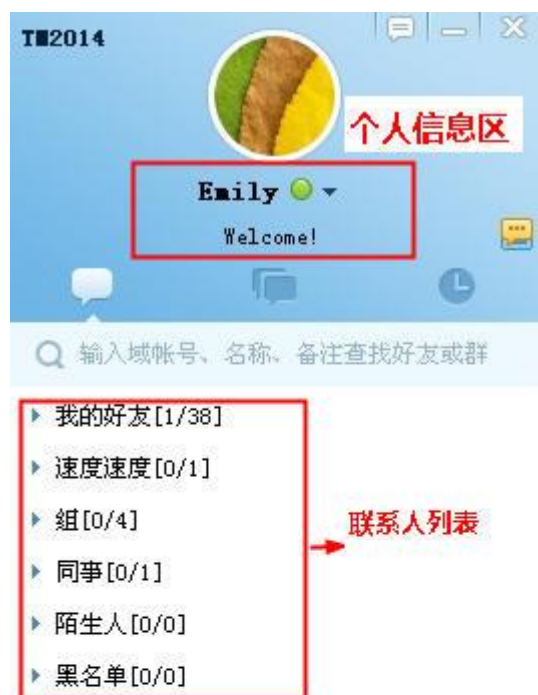 TM2014
个人信息区
Emily
Welcome!
输入域帐号、名称、备注查找好友或群
我的好友[1/38]
速度速度[0/1]
组[0/4]
联系人列表
同事[0/1]
陌生人[0/0]
黑名单[0/0]